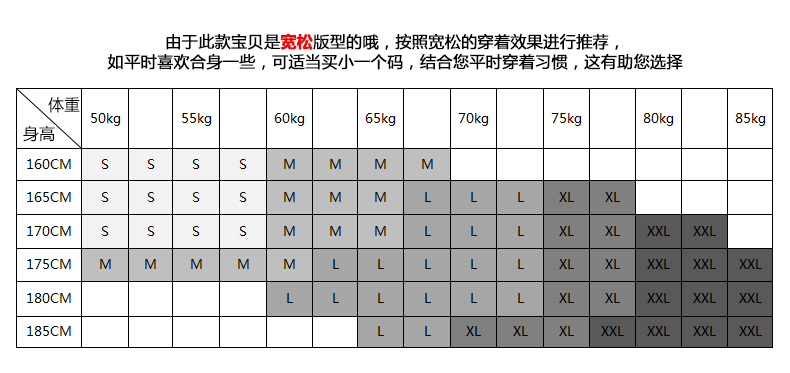 由于此款宝贝是宽松版型的哦，按照宽松的穿着效果进行推荐，
如平时喜欢合身一些，可适当买小一个码，结合您平时穿着习惯，这有助您选择
体重 身高 50kg 55kg 60kg 65kg 70kg 75kg 80kg 85kg
160CM S S S S M M M M
165CM S S S S M M M L L L XL XL
170CM S S S S M M M L L L XL XL XXL XXL
175CM M M M M M L L L L L XL XL XXL XXL XXL
180CM L L L L L L XL XL XXL XXL XXL
185CM L L XL XL XL XXL XXL XXL XXL